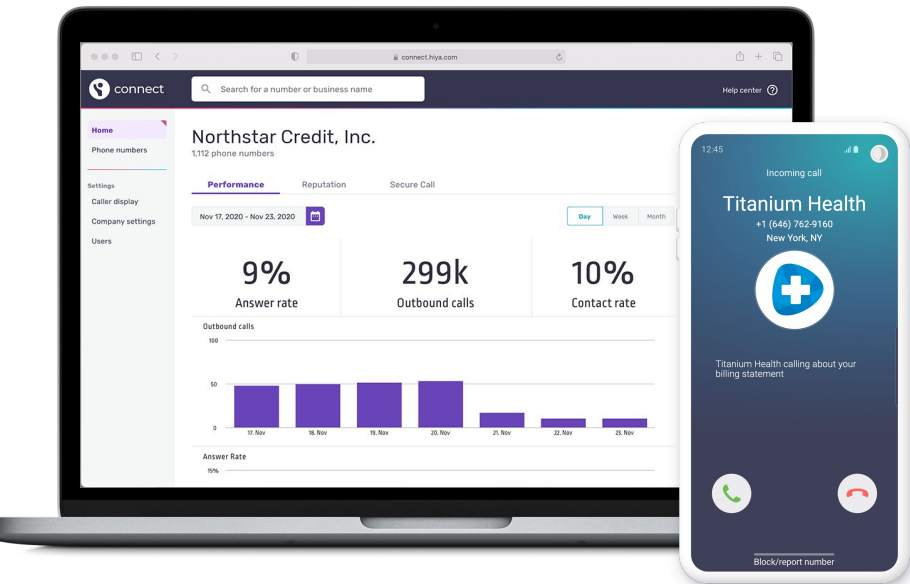 connect.hiya.com
connect
Search for a number or business name
Help center
Home
Phone numbers
Settings
Caller display
Company settings
Users
Northstar Credit, Inc.
1,112 phone numbers
Performance Reputation Secure Call
Nov 17, 2020 - Nov 23, 2020
Day Week Month
9% 299k 10%
Answer rate Outbound calls Contact rate
Outbound calls
100
50
0
17. Nov 18. Nov 19. Nov 20. Nov 21. Nov 22. Nov 23. Nov
Answer Rate
15%
12:45
Incoming call
Titanium Health
+1 (646) 762-9160
New York, NY
Titanium Health calling about your
billing statement
Block/report number